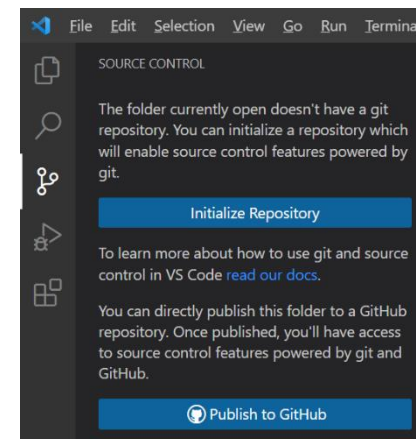 File Edit Selection View Go Run Termina
SOURCE CONTROL
The folder currently open doesn't have a git
repository. You can initialize a repository which
will enable source control features powered by
git.
Initialize Repository
To learn more about how to use git and source
control in VS Code read our docs.
You can directly publish this folder to a GitHub
repository. Once published, you'll have access
to source control features powered by git and
GitHub.
Publish to GitHub